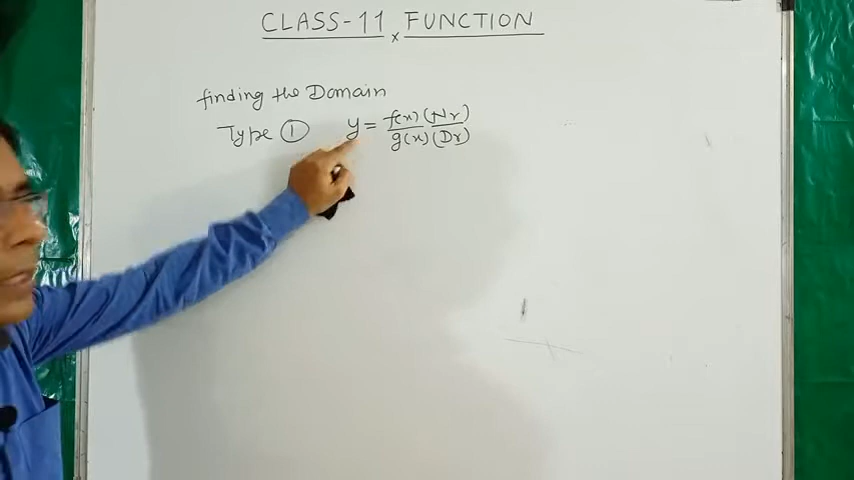 CLASS-11 x FUNCTION
finding the Domain
Type ① y = f(x) (Nr) / g(x) (Dr)